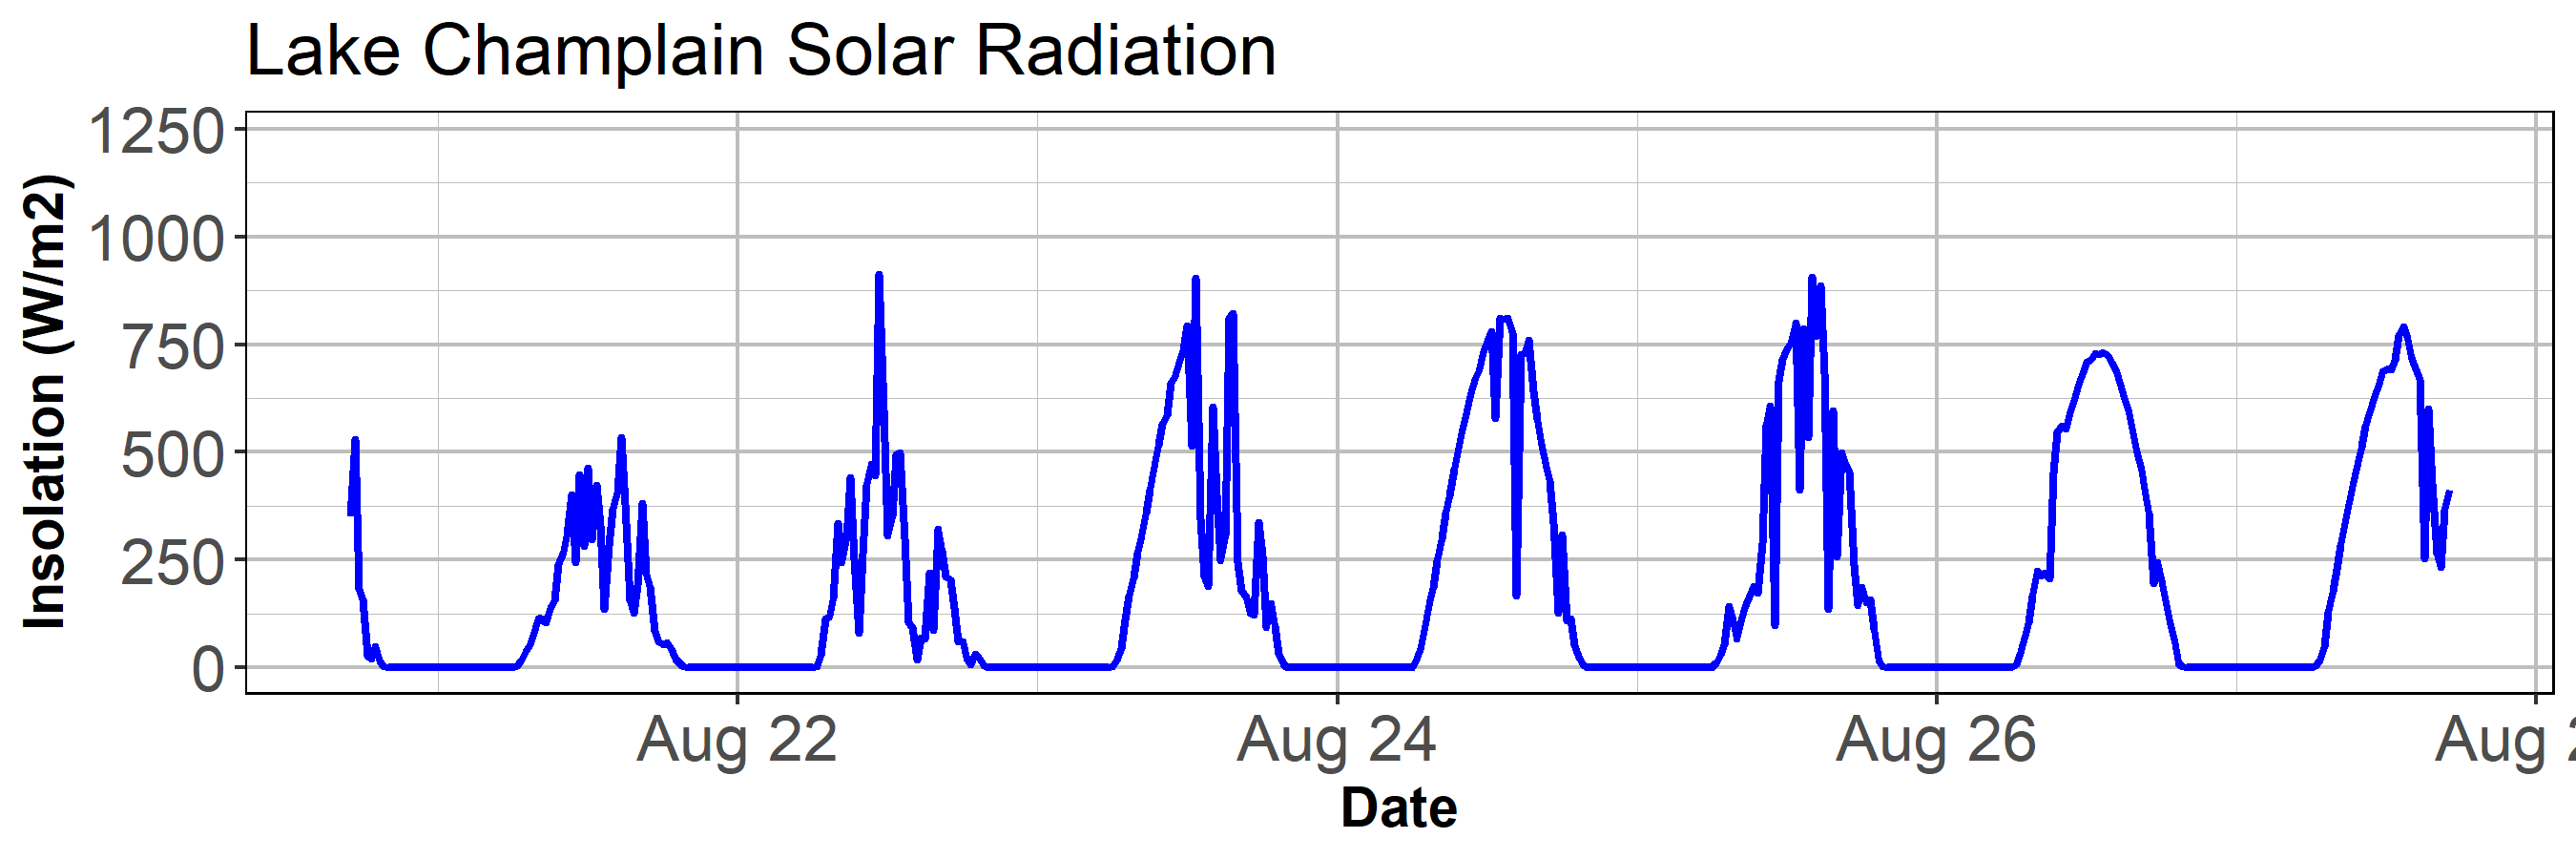 Lake Champlain Solar Radiation
1250
1000
750
500
250
0
Insolation (W/m2)
Aug 22
Aug 24
Aug 26
Aug
Date